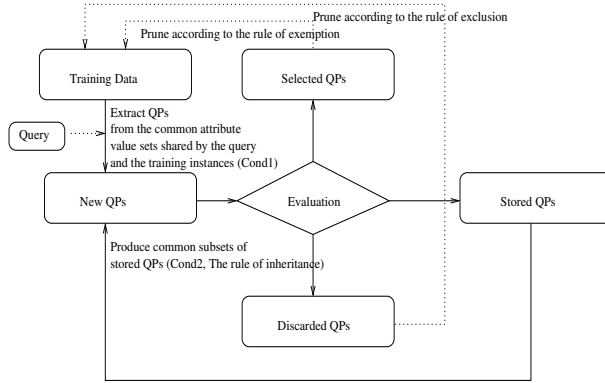 Prune according to the rule of exclusion
Prune according to the rule of exemption
Training Data
Selected QPs
Extract QPs
from the common attribute
value sets shared by the query
and the training instances (Cond1)
Query
New QPs
Evaluation
Stored QPs
Produce common subsets of
stored QPs (Cond2, The rule of inheritance)
Discarded QPs